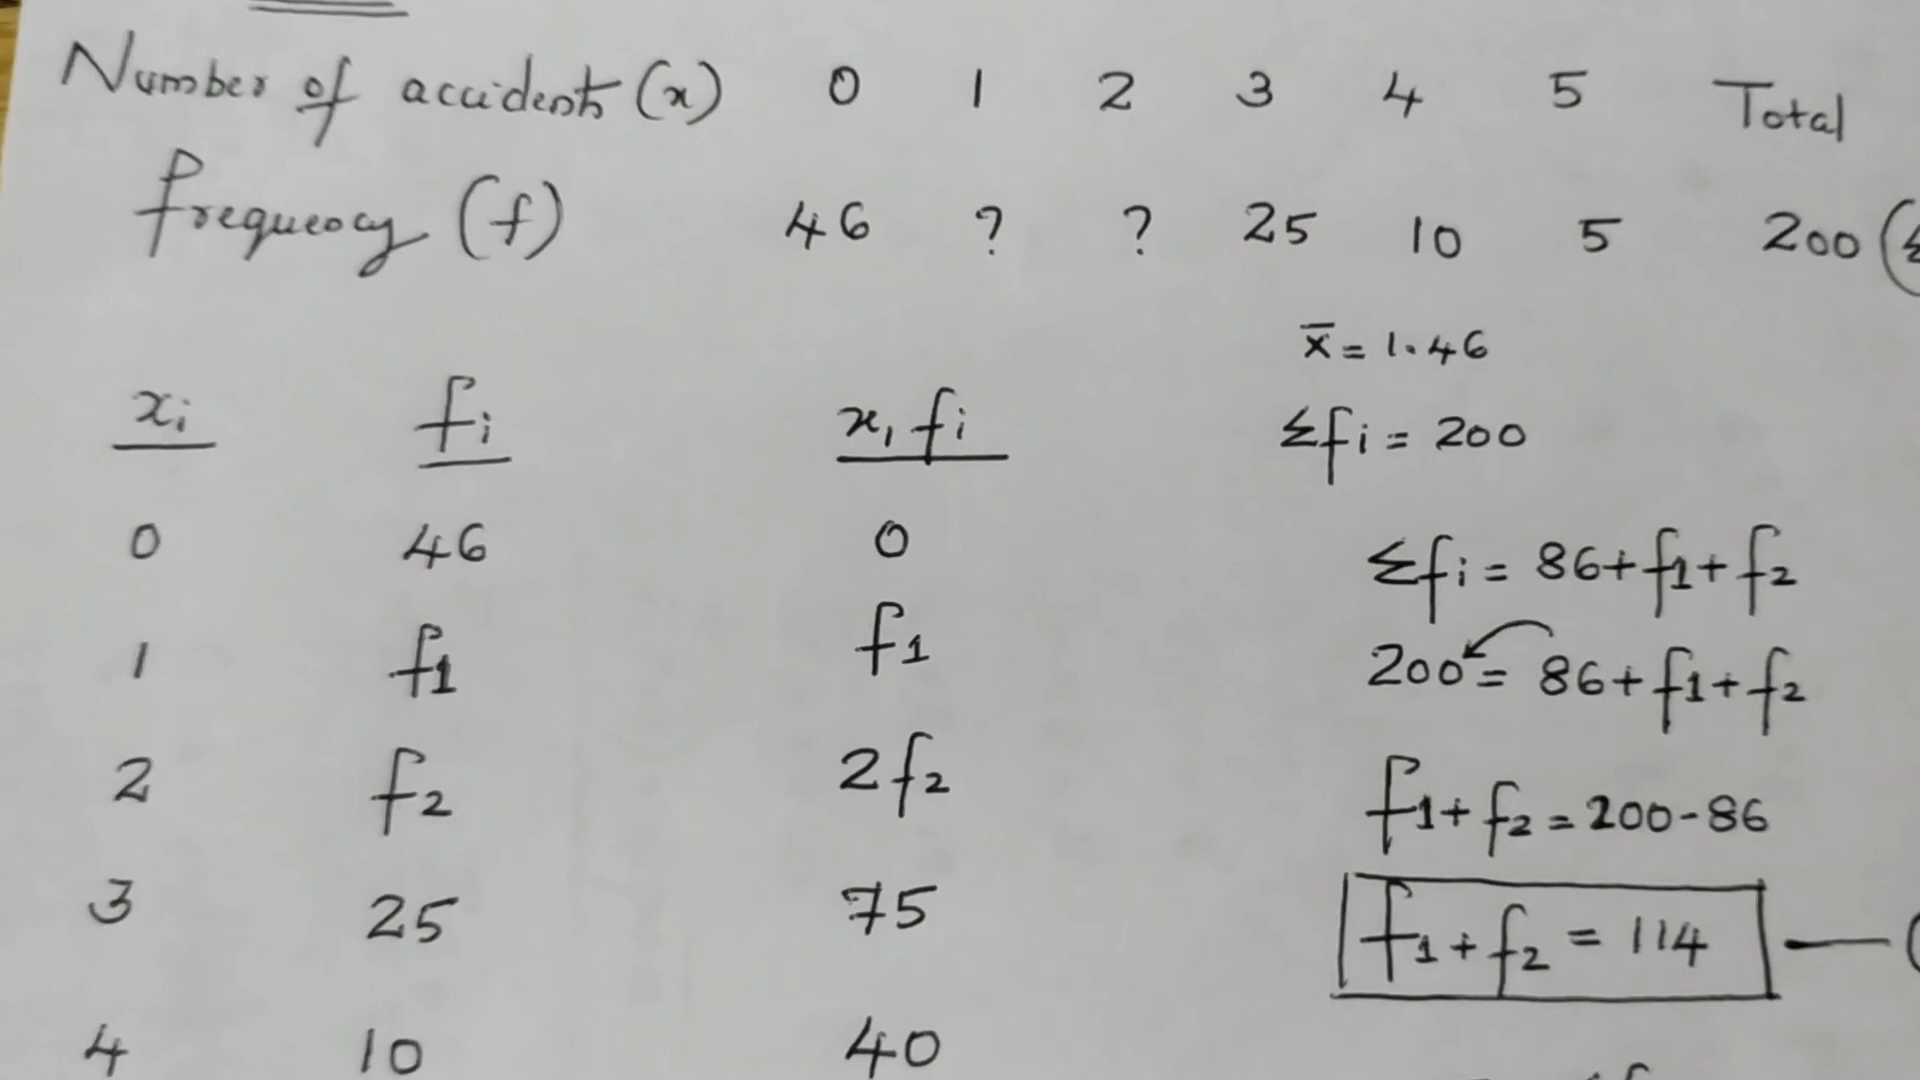 Number of accidents (x) 0 1 2 3 4 5 Total
frequency (f) 46 ? ? 25 10 5 200 (Σ
x̄ = 1.46
xi fi x1 fi Σfi = 200
0 46 0 Σfi = 86+f1+f2
1 f1 f1 200 = 86+f1+f2
2 f2 2f2 f1+f2 = 200-86
3 25 75 f1+f2 = 114
4 10 40